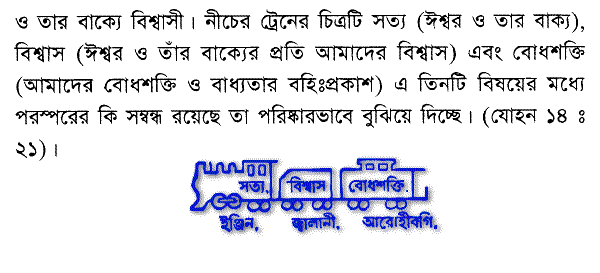 ও তার বাক্যে বিশ্বাসী। নীচের ট্রেনের চিত্রটি সত্য (ঈশ্বর ও তার বাক্য),
বিশ্বাস (ঈশ্বর ও তাঁর বাক্যের প্রতি আমাদের বিশ্বাস) এবং বোধশক্তি
(আমাদের বোধশক্তি ও বাধ্যতার বহিঃপ্রকাশ) এ তিনটি বিষয়ের মধ্যে
পরস্পরের কি সম্বন্ধ রয়েছে তা পরিষ্কারভাবে বুঝিয়ে দিচ্ছে। (যোহন ১৪ ঃ
২১)।
সত্য, বিশ্বাস বোধশক্তি,
ইঞ্জিন, জ্বালানী, আরোহীবগি,